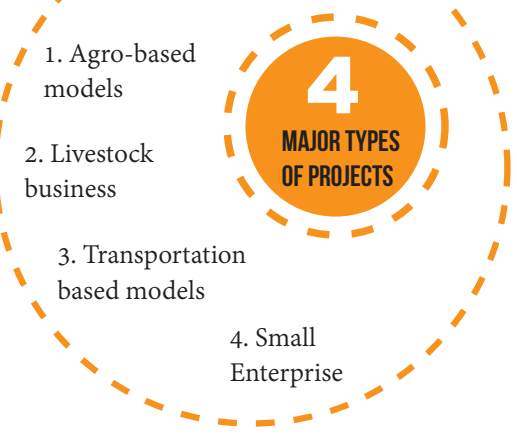 4
MAJOR TYPES
OF PROJECTS
1. Agro-based
models
2. Livestock
business
3. Transportation
based models
4. Small
Enterprise